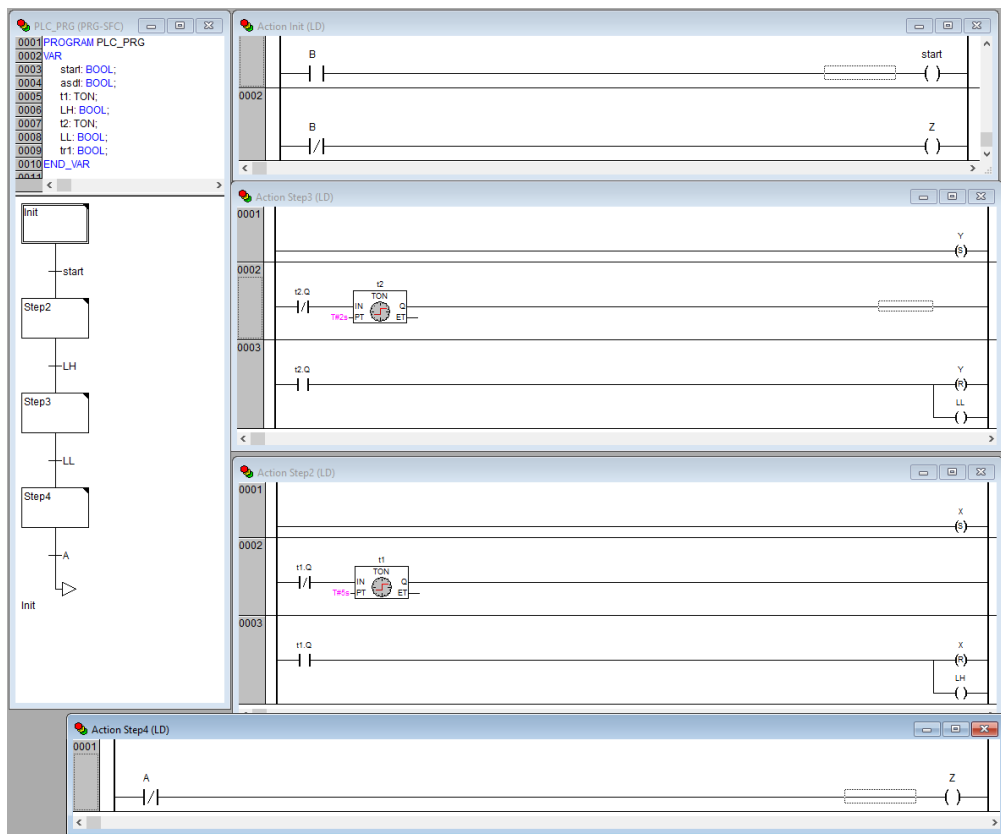 PLC_PRG (PRG-SFC)
0001 PROGRAM PLC_PRG
0002 VAR
0003 start: BOOL;
0004 asdf: BOOL;
0005 t1: TON;
0006 LH: BOOL;
0007 t2: TON;
0008 LL: BOOL;
0009 tr1: BOOL;
0010 END_VAR
0011
Init
start
Step2
LH
Step3
LL
Step4
A
Init
Action Init (LD)
B start
0002
B Z
Action Step3 (LD)
0001
Y
S
0002
t2.Q t2
TON
IN Q
T#2s PT ET
0003
t2.Q Y
R
LL
Action Step2 (LD)
0001
X
S
0002
t1.Q t1
TON
IN Q
T#5s PT ET
0003
t1.Q X
R
LH
Action Step4 (LD)
0001
A Z